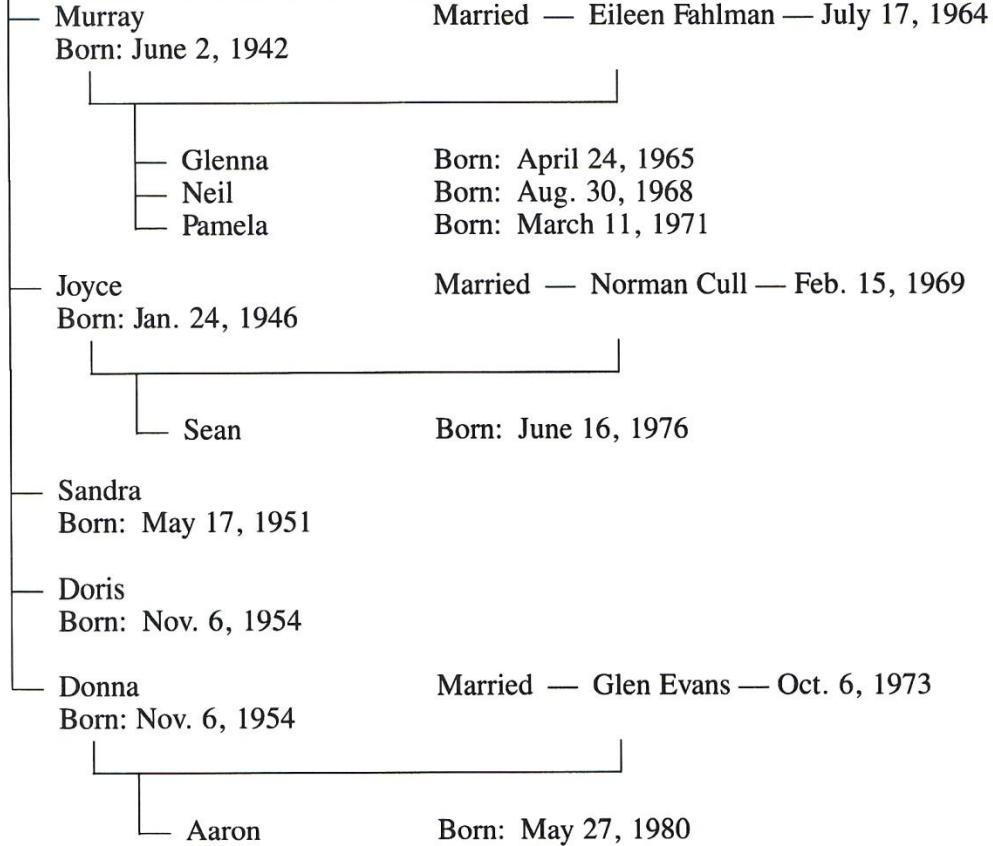 Murray Married — Eileen Fahlman — July 17, 1964
Born: June 2, 1942
Glenna Born: April 24, 1965
Neil Born: Aug. 30, 1968
Pamela Born: March 11, 1971
Joyce Married — Norman Cull — Feb. 15, 1969
Born: Jan. 24, 1946
Sean Born: June 16, 1976
Sandra
Born: May 17, 1951
Doris
Born: Nov. 6, 1954
Donna Married — Glen Evans — Oct. 6, 1973
Born: Nov. 6, 1954
Aaron Born: May 27, 1980